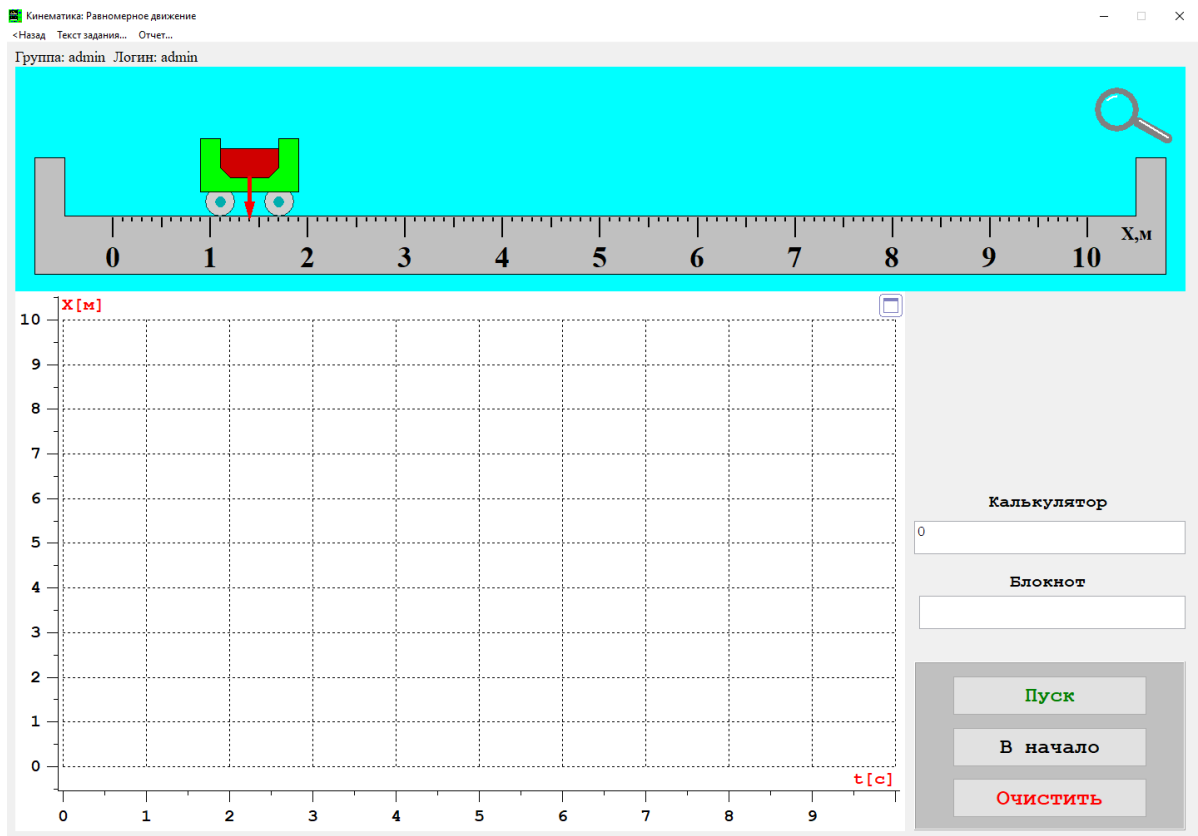 Кинематика: Равномерное движение
<Назад Текст задания... Отчет...
Группа: admin Логин: admin
0 1 2 3 4 5 6 7 8 9 10 X,м
X[м]
10
9
8
7
6
5
4
3
2
1
0
t[c]
0 1 2 3 4 5 6 7 8 9
Калькулятор
0
Блокнот
Пуск
В начало
Очистить